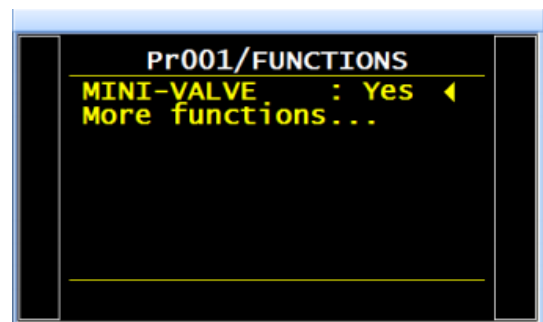 Pr001/FUNCTIONS
MINI-VALVE : Yes ◀
More functions...